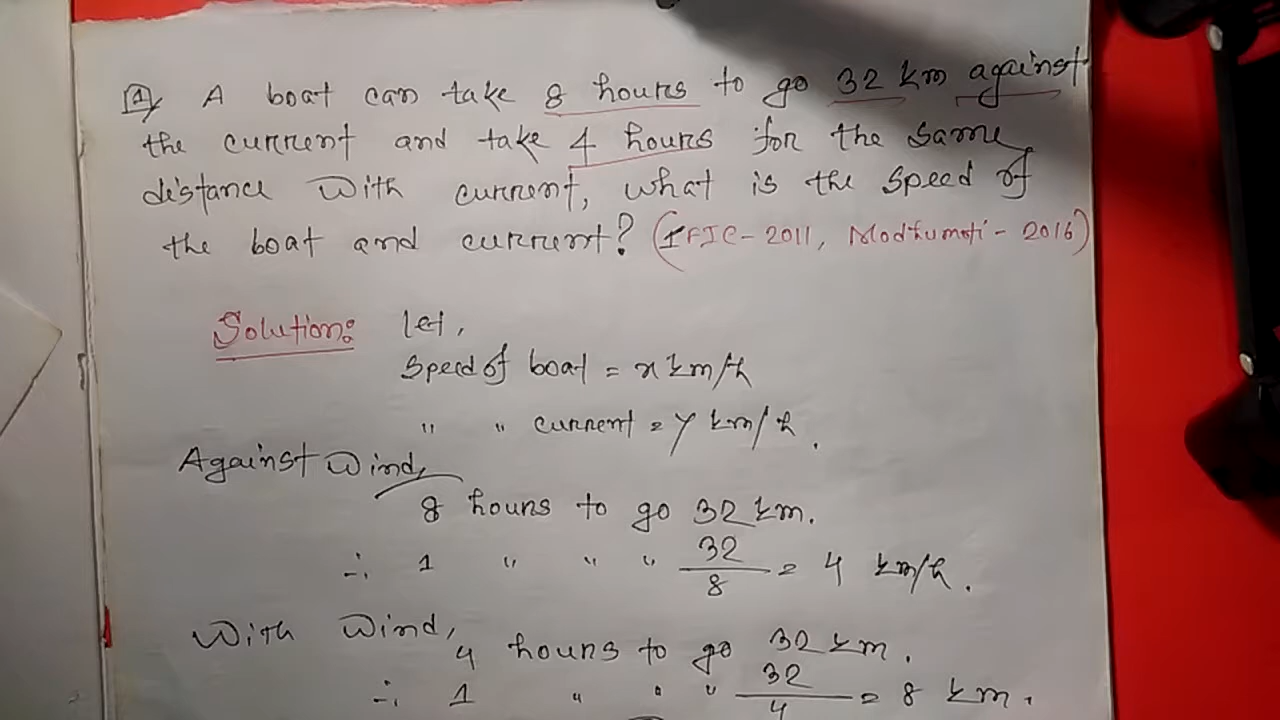 1) A boat can take 8 hours to go 32 km against
the current and take 4 hours for the same
distance with current, what is the speed of
the boat and current? (IFIC-2011, Modhumoti-2016)
Solution: Let,
Speed of boat = x km/h
" " current = y km/h.
Against Wind,
8 hours to go 32 km.
∴ 1 " " " 32/8 = 4 km/h.
With Wind,
4 hours to go 32 km.
∴ 1 " " " 32/4 = 8 km.